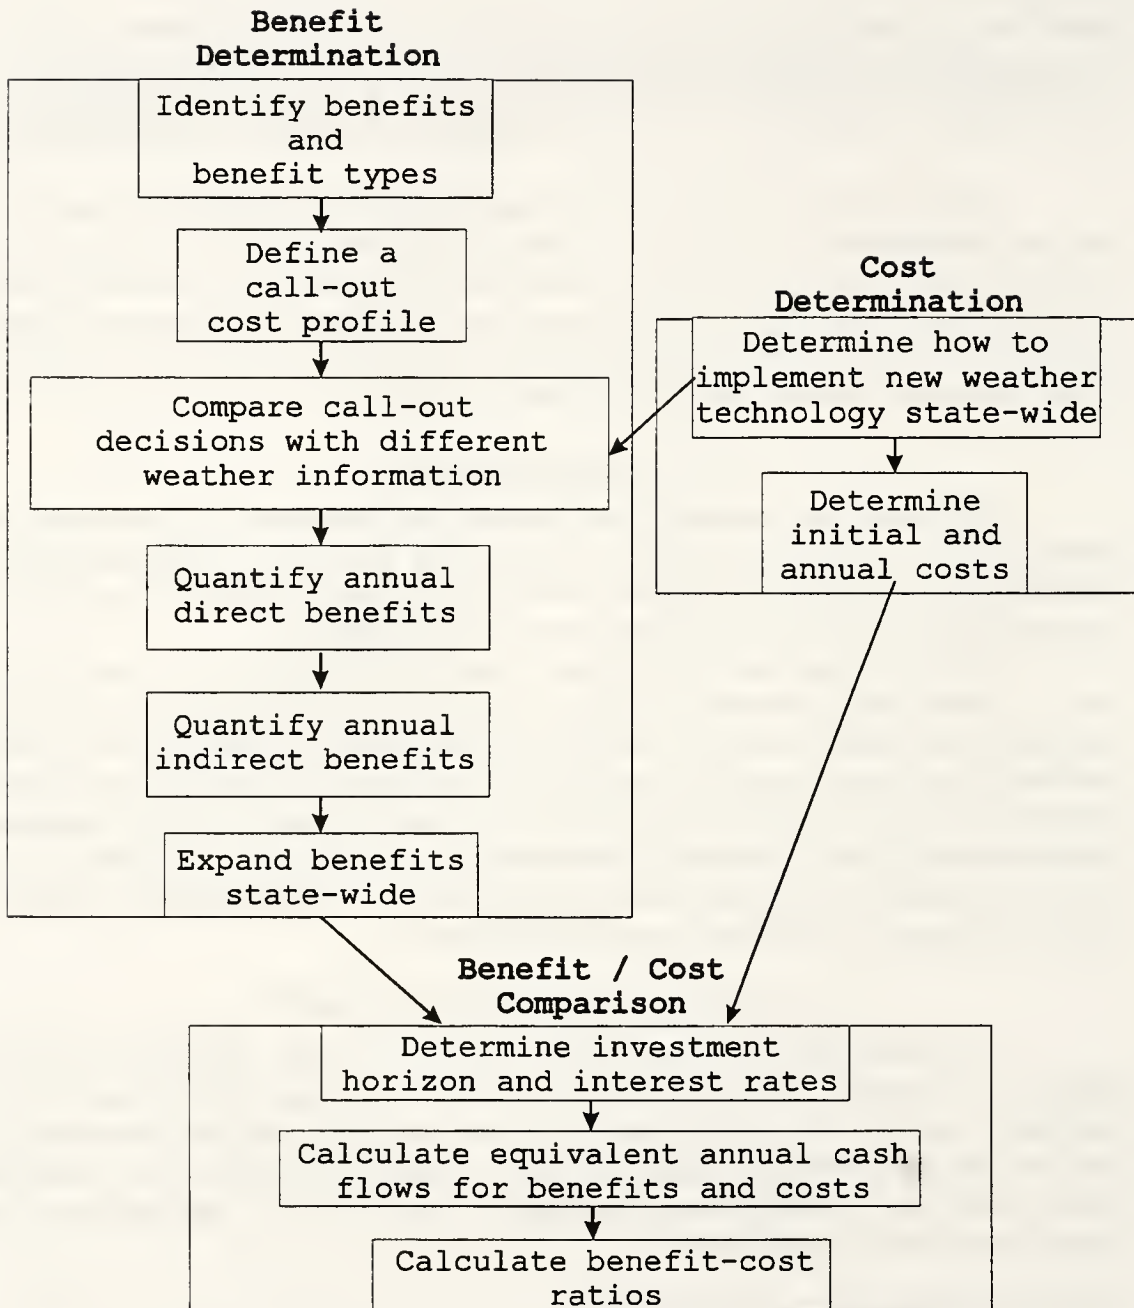 Benefit
Determination
Identify benefits
and
benefit types
Define a
call-out
cost profile
Compare call-out
decisions with different
weather information
Quantify annual
direct benefits
Quantify annual
indirect benefits
Expand benefits
state-wide
Cost
Determination
Determine how to
implement new weather
technology state-wide
Determine
initial and
annual costs
Benefit / Cost
Comparison
Determine investment
horizon and interest rates
Calculate equivalent annual cash
flows for benefits and costs
Calculate benefit-cost
ratios